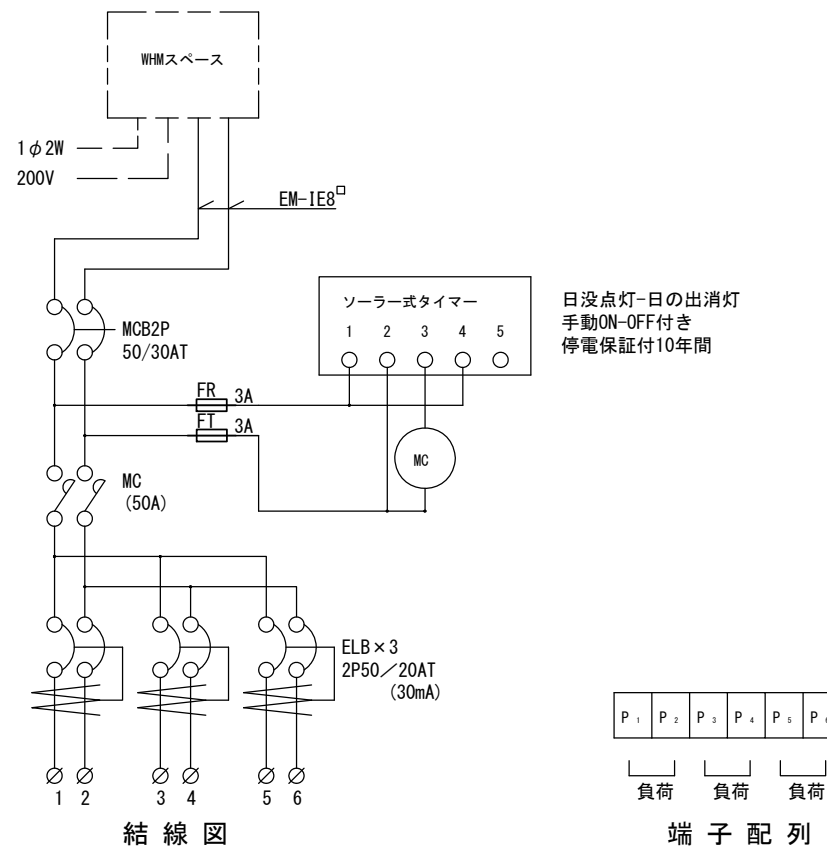 WHMスペース
1φ2W
200V
EM-IE8□
ソーラー式タイマー
1 2 3 4 5
日没点灯-日の出消灯
手動ON-OFF付き
停電保証付10年間
MCB2P
50/30AT
FR 3A
FT 3A
MC
MC
(50A)
ELB×3
2P50/20AT
(30mA)
P1 P2 P3 P4 P5 P6
負荷 負荷 負荷
1 2 3 4 5 6
結線図
端子配列